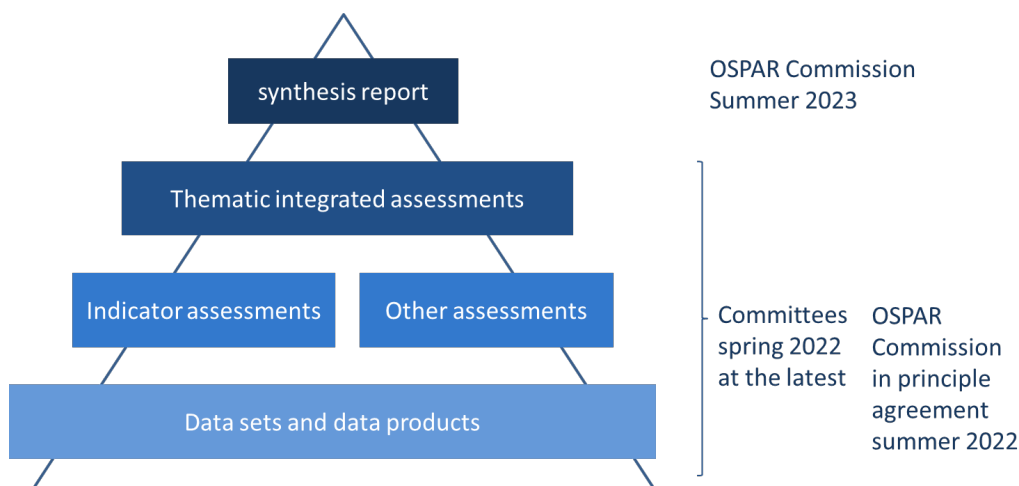 synthesis report
OSPAR Commission
Summer 2023
Thematic integrated assessments
Indicator assessments
Other assessments
Data sets and data products
Committees
spring 2022
at the latest
OSPAR
Commission
in principle
agreement
summer 2022